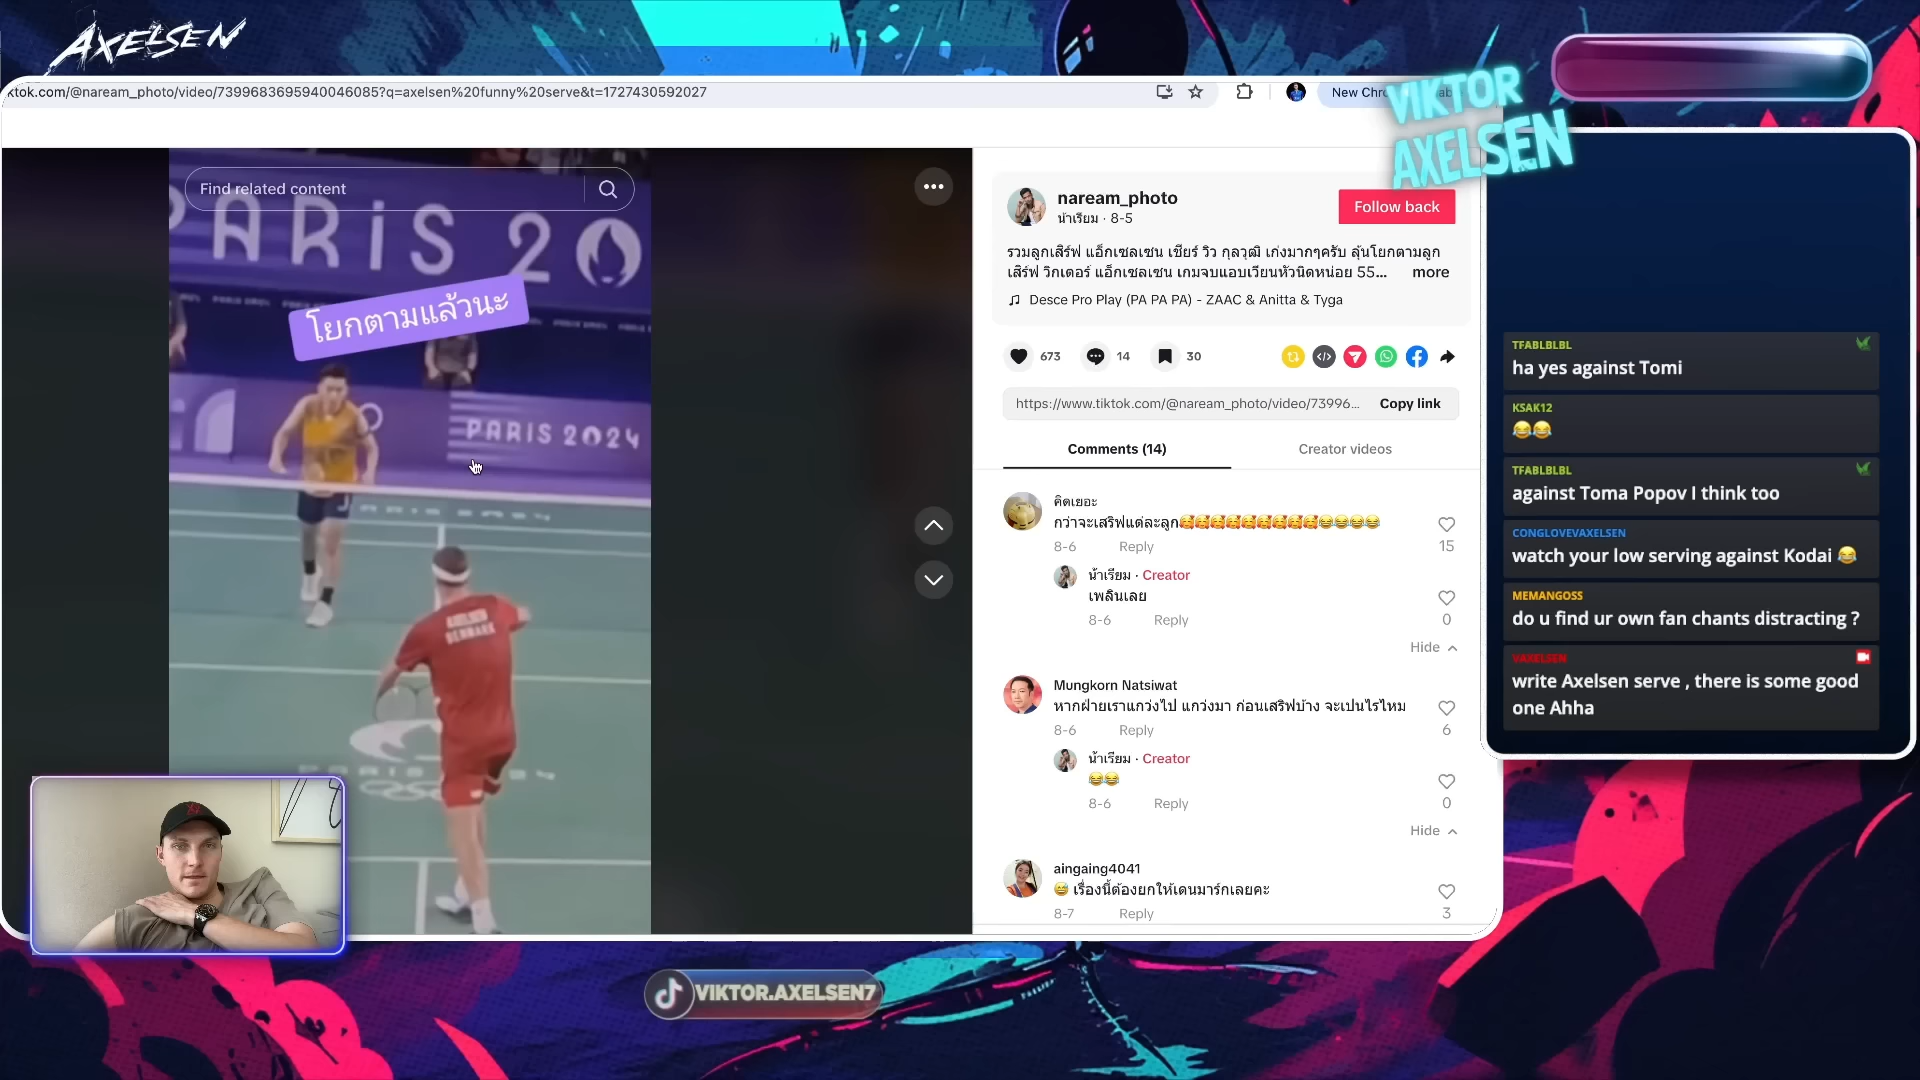 AXELSEN
ktok.com/@naream_photo/video/7399683695940046085?q=axelsen%20funny%20serve&t=1727430592027
New Chr
VIKTOR
AXELSEN
Find related content
PARIS 20
โยกตามแล้วนะ
PARIS 2024
AXELSEN
DENMARK
naream_photo
น้าเรียม · 8-5
Follow back
รวมลูกเสิร์ฟ แอ็กเซลเซน เชียร์ วิว กุลวุฒิ เก่งมากๆครับ ลุ้นโยกตามลูก
เสิร์ฟ วิกเตอร์ แอ็กเซลเซน เกมจบแอบเวียนหัวนิดหน่อย 55... more
Desce Pro Play (PA PA PA) - ZAAC & Anitta & Tyga
673
14
30
https://www.tiktok.com/@naream_photo/video/73996...
Copy link
Comments (14)
Creator videos
คิดเยอะ
กว่าจะเสริฟแต่ละลูก🥰🥰🥰🥰🥰🥰🥰🥰🥰😂😂😂😂
8-6 Reply
15
น้าเรียม · Creator
เพลินเลย
8-6 Reply
0
Hide
Mungkorn Natsiwat
หากฝ่ายเราแกว่งไป แกว่งมา ก่อนเสริฟบ้าง จะเปนไรไหม
8-6 Reply
6
น้าเรียม · Creator
😂😂
8-6 Reply
0
Hide
aingaing4041
😅 เรื่องนี้ต้องยกให้เดนมาร์กเลยคะ
8-7 Reply
3
TFABLBLBL
ha yes against Tomi
KSAK12
😂😂
TFABLBLBL
against Toma Popov I think too
CONGLOVEVAXELSEN
watch your low serving against Kodai 😂
MEMANGOSS
do u find ur own fan chants distracting ?
VAXELSEN
write Axelsen serve , there is some good
one Ahha
VIKTOR.AXELSEN7